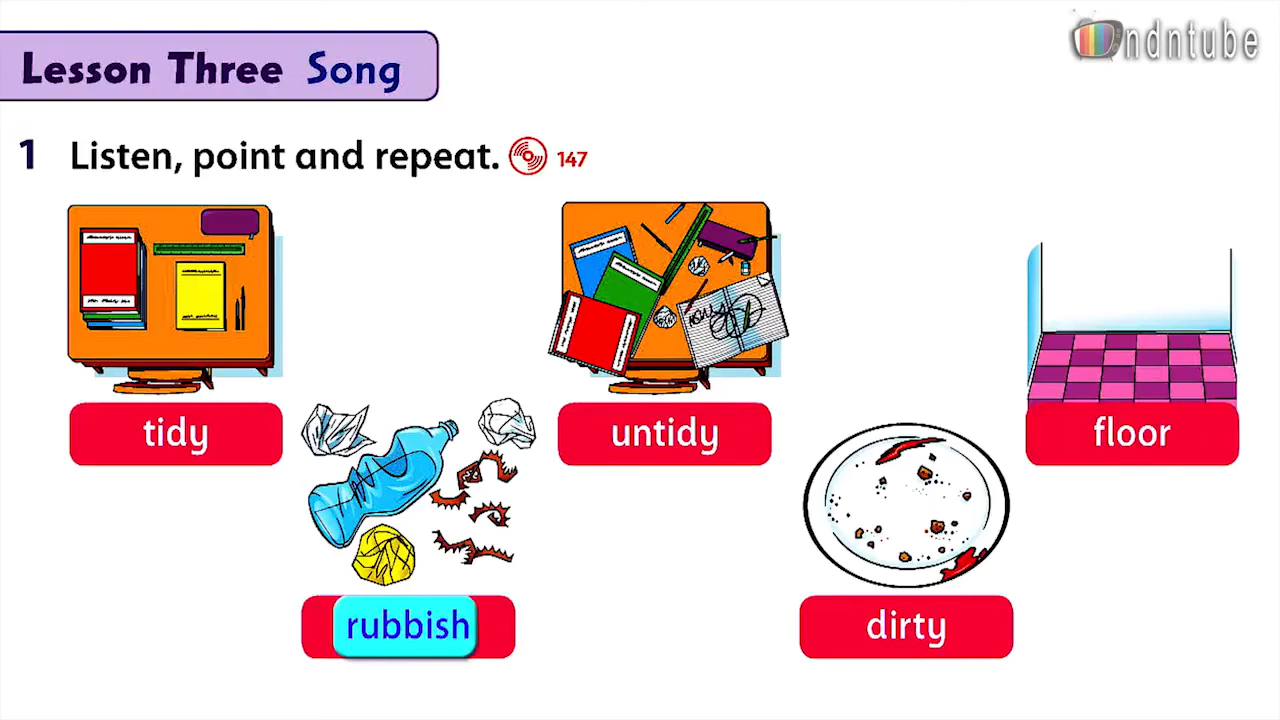 ndntube
Lesson Three Song
1 Listen, point and repeat. 147
tidy
untidy
floor
rubbish
dirty